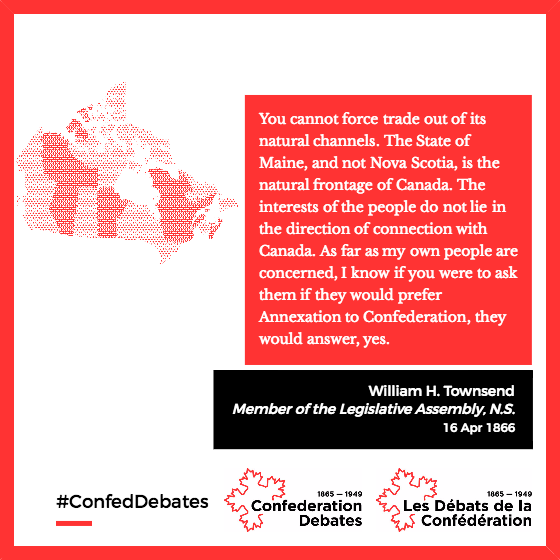 You cannot force trade out of its
natural channels. The State of
Maine, and not Nova Scotia, is the
natural frontage of Canada. The
interests of the people do not lie in
the direction of connection with
Canada. As far as my own people are
concerned, I know if you were to ask
them if they would prefer
Annexation to Confederation, they
would answer, yes.
William H. Townsend
Member of the Legislative Assembly, N.S.
16 Apr 1866
#ConfedDebates
1865 — 1949
Confederation
Debates
1865 — 1949
Les Débats de la
Confédération